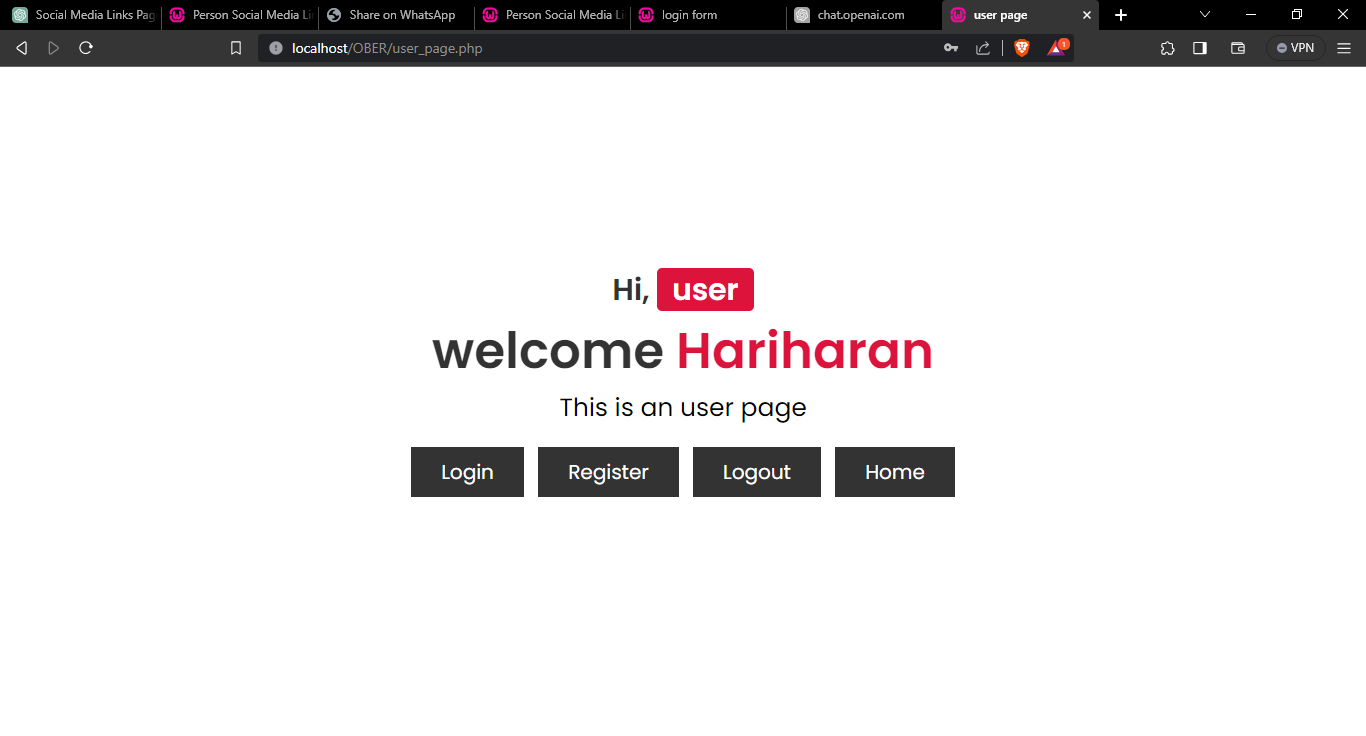 Social Media Links Pag
Person Social Media Li
Share on WhatsApp
Person Social Media Li
login form
chat.openai.com
user page
localhost/OBER/user_page.php
1
VPN
Hi, user
welcome Hariharan
This is an user page
Login Register Logout Home